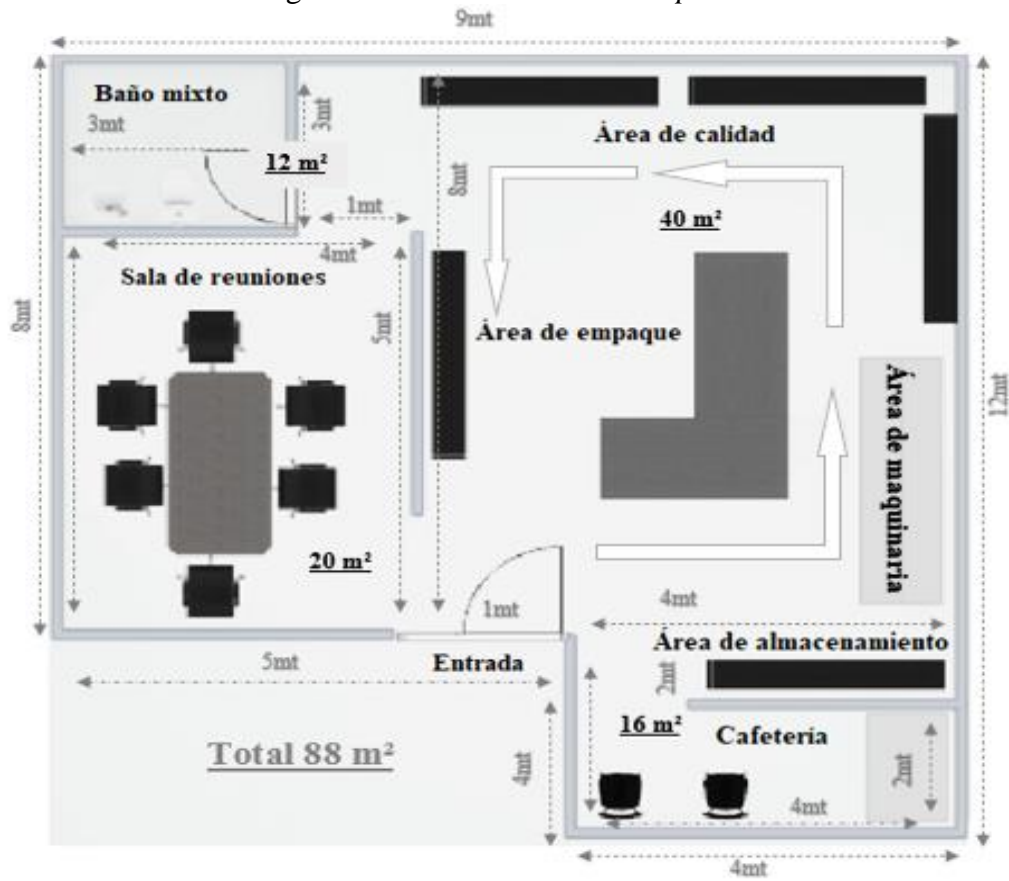 9mt
Baño mixto
3mt
3mt
12 m²
Área de calidad
8mt
1mt
40 m²
4mt
Sala de reuniones
8mt
5mt
Área de empaque
12mt
Área de maquinaria
20 m²
1mt
4mt
Entrada
Área de almacenamiento
5mt
2mt
16 m²
Cafetería
Total 88 m²
4mt
2mt
4mt
4mt